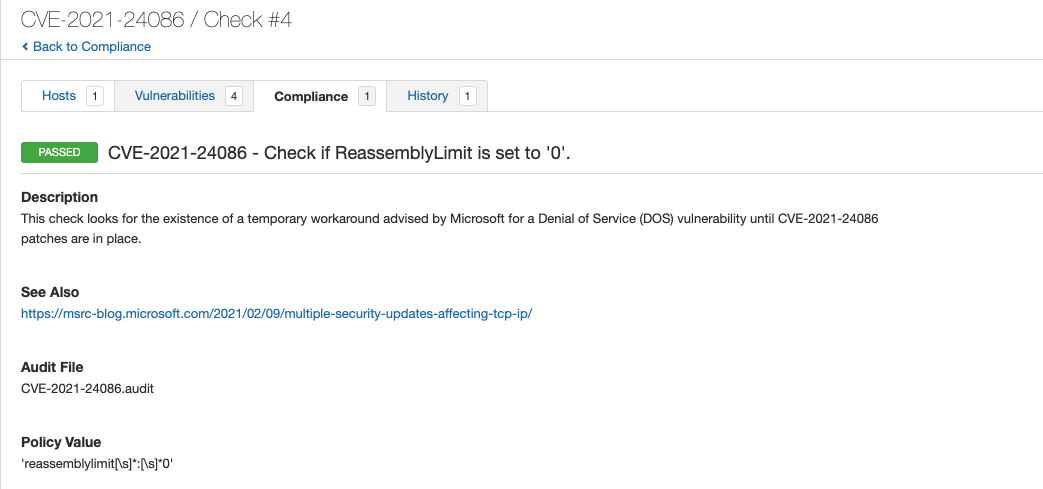 CVE-2021-24086 / Check #4
Back to Compliance
Hosts 1 Vulnerabilities 4 Compliance 1 History 1
PASSED CVE-2021-24086 - Check if ReassemblyLimit is set to '0'.
Description
This check looks for the existence of a temporary workaround advised by Microsoft for a Denial of Service (DOS) vulnerability until CVE-2021-24086
patches are in place.
See Also
https://msrc-blog.microsoft.com/2021/02/09/multiple-security-updates-affecting-tcp-ip/
Audit File
CVE-2021-24086.audit
Policy Value
'reassemblylimit[\s]*:[\s]*0'